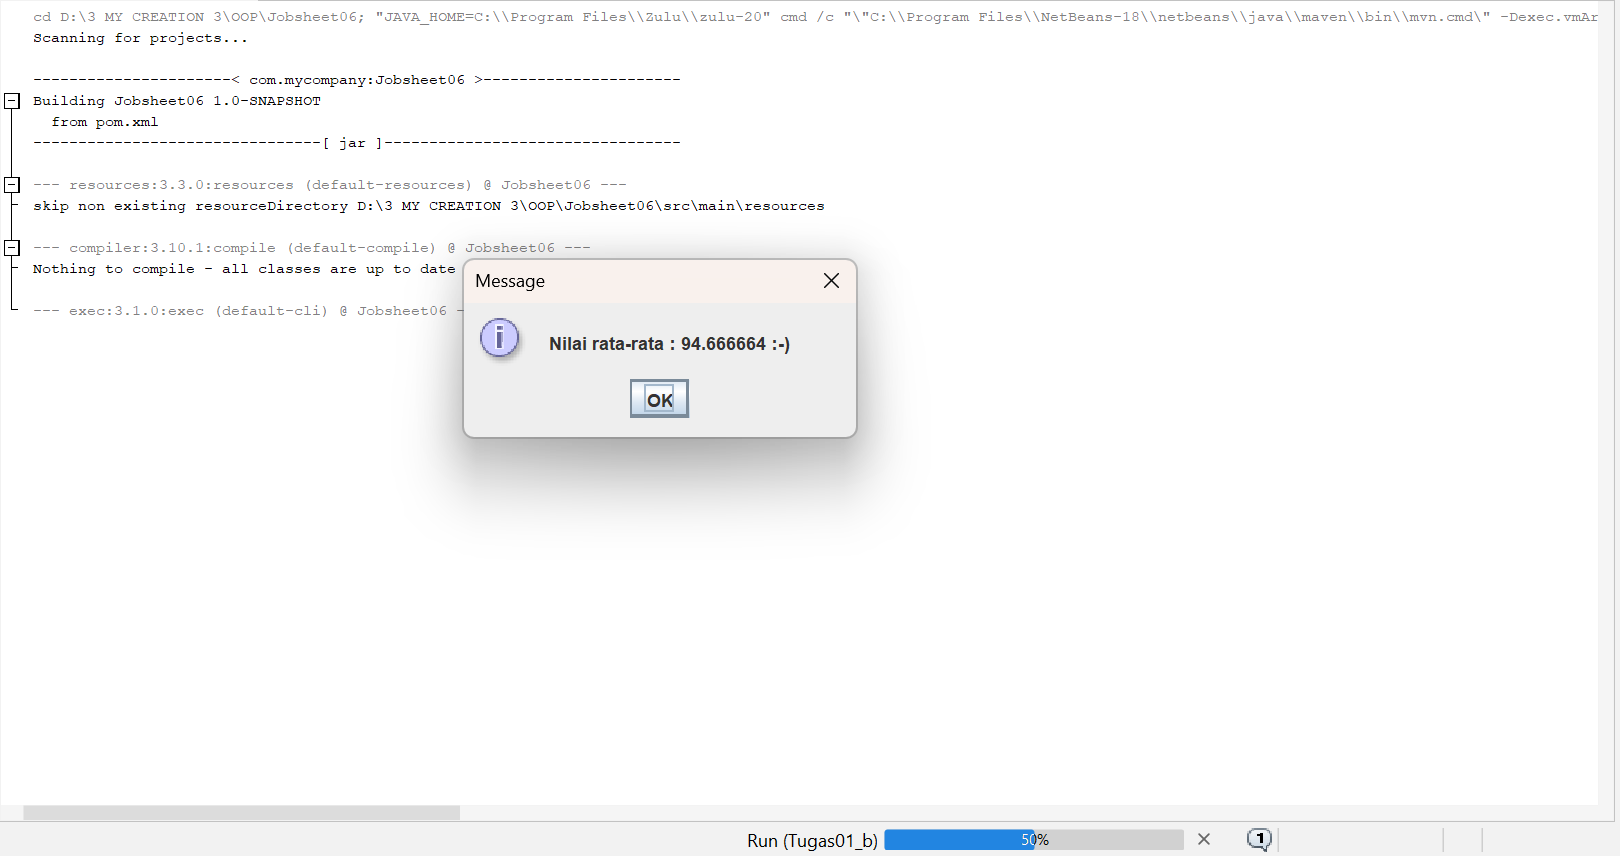 cd D:\3 MY CREATION 3\OOP\Jobsheet06; "JAVA_HOME=C:\\Program Files\\Zulu\\zulu-20" cmd /c "\"C:\\Program Files\\NetBeans-18\\netbeans\\java\\maven\\bin\\mvn.cmd\" -Dexec.vmAr
Scanning for projects...
----------------------< com.mycompany:Jobsheet06 >----------------------
Building Jobsheet06 1.0-SNAPSHOT
  from pom.xml
--------------------------------[ jar ]---------------------------------
--- resources:3.3.0:resources (default-resources) @ Jobsheet06 ---
skip non existing resourceDirectory D:\3 MY CREATION 3\OOP\Jobsheet06\src\main\resources
--- compiler:3.10.1:compile (default-compile) @ Jobsheet06 ---
Nothing to compile - all classes are up to date
--- exec:3.1.0:exec (default-cli) @ Jobsheet06 -
Message
Nilai rata-rata : 94.666664 :-)
OK
Run (Tugas01_b) 50% 1